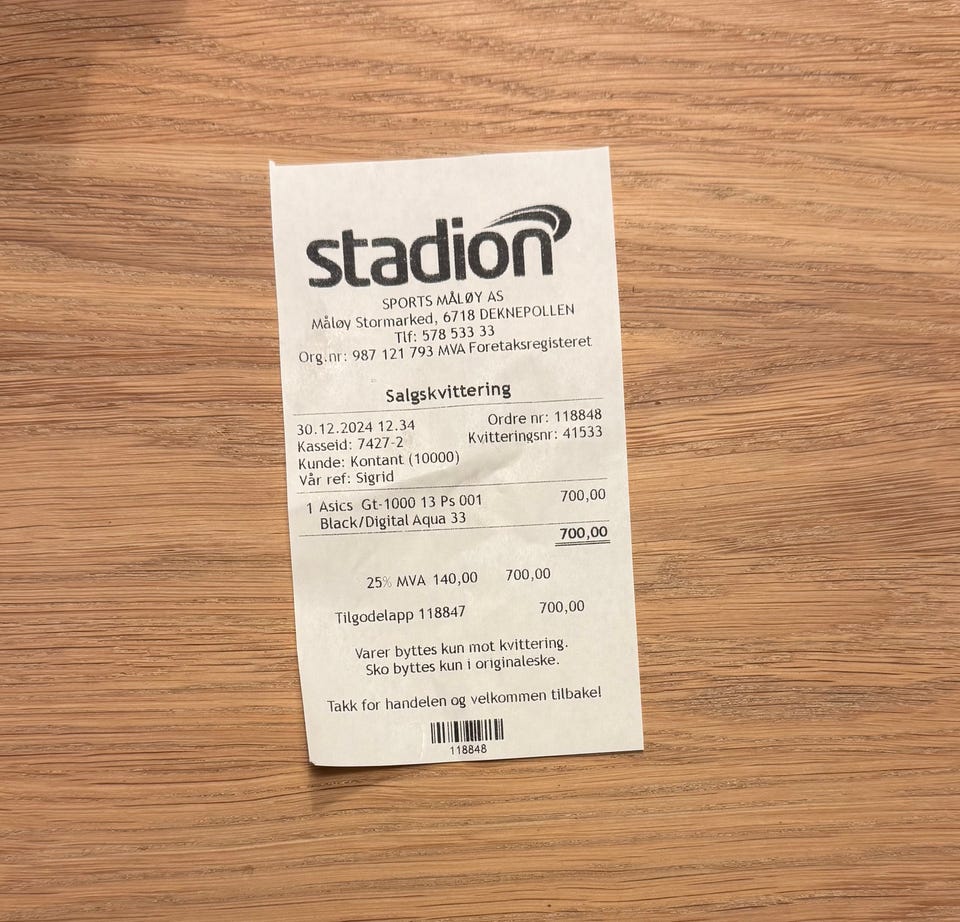 stadion
SPORTS MÅLØY AS
Måløy Stormarked, 6718 DEKNEPOLLEN
Tlf: 578 533 33
Org.nr: 987 121 793 MVA Foretaksregisteret
Salgskvittering
30.12.2024 12.34 Ordre nr: 118848
Kasseid: 7427-2 Kvitteringsnr: 41533
Kunde: Kontant (10000)
Vår ref: Sigrid
1 Asics Gt-1000 13 Ps 001 700,00
Black/Digital Aqua 33
700,00
25% MVA 140,00 700,00
Tilgodelapp 118847 700,00
Varer byttes kun mot kvittering.
Sko byttes kun i originaleske.
Takk for handelen og velkommen tilbake!
118848